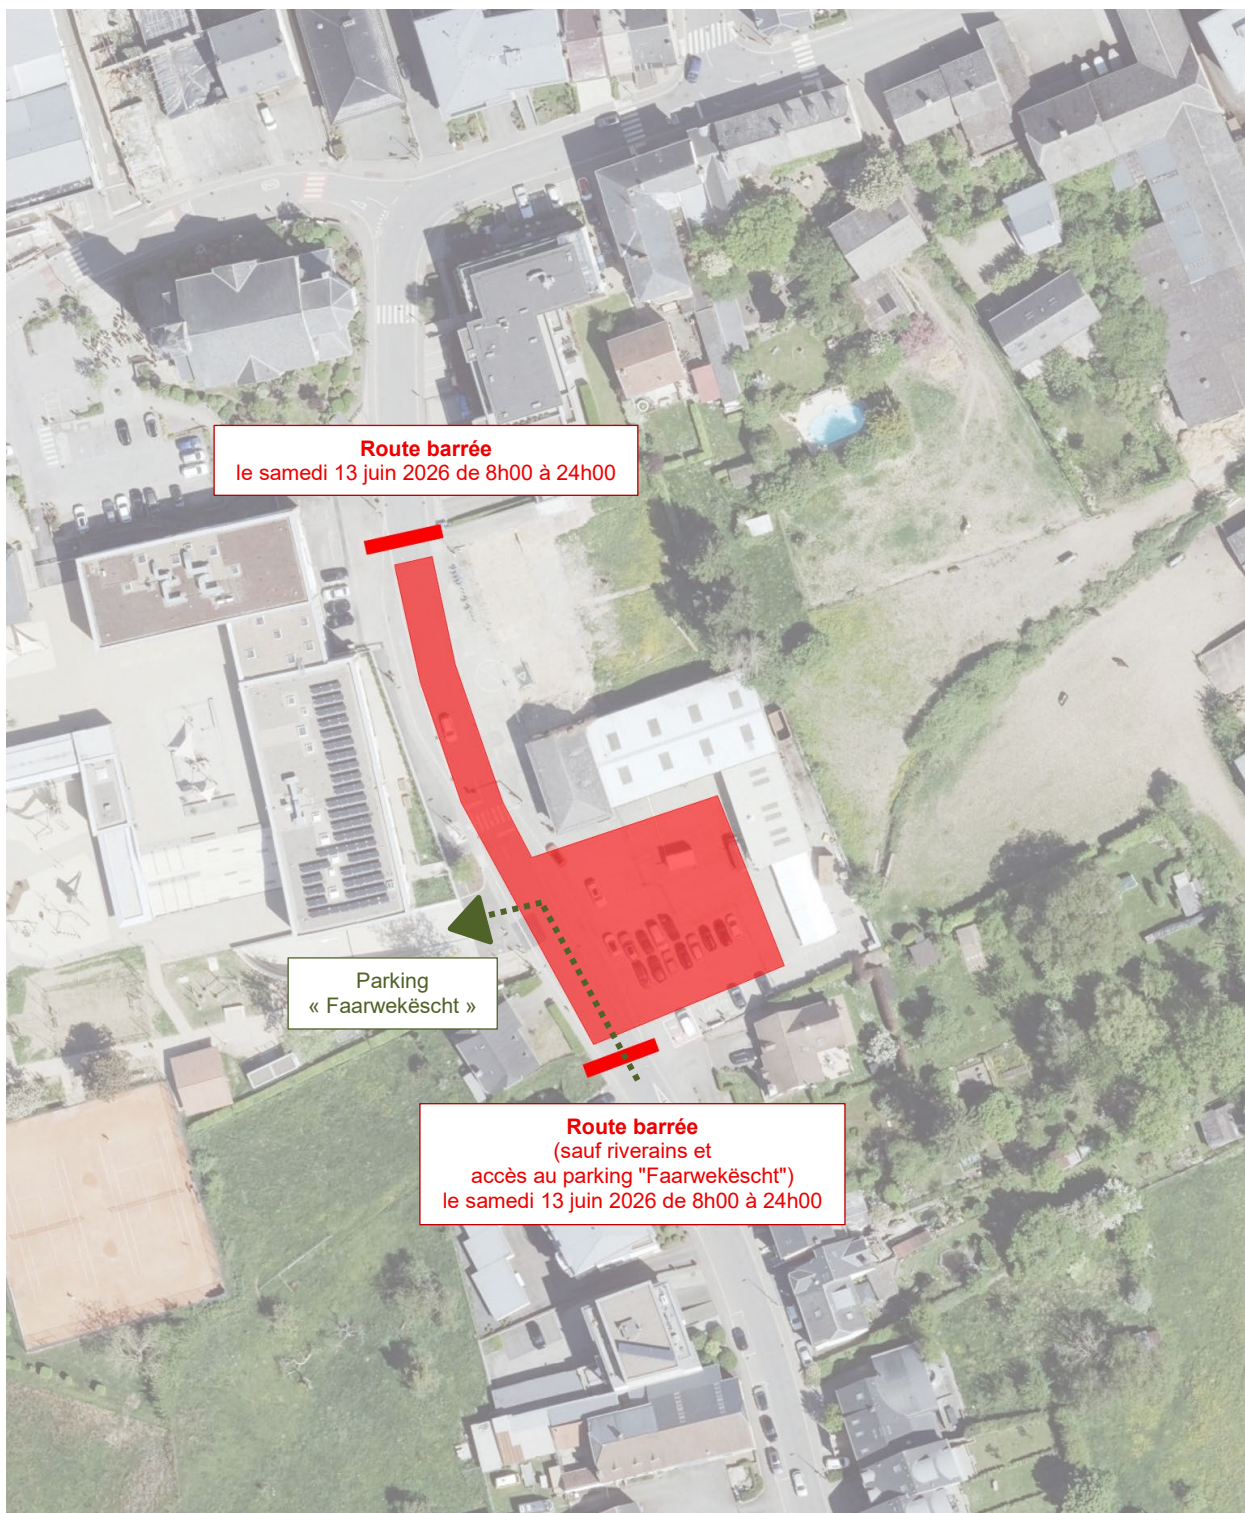 Route barrée
le samedi 13 juin 2026 de 8h00 à 24h00
Parking
« Faarwekëscht »
Route barrée
(sauf riverains et
accès au parking "Faarwekëscht")
le samedi 13 juin 2026 de 8h00 à 24h00